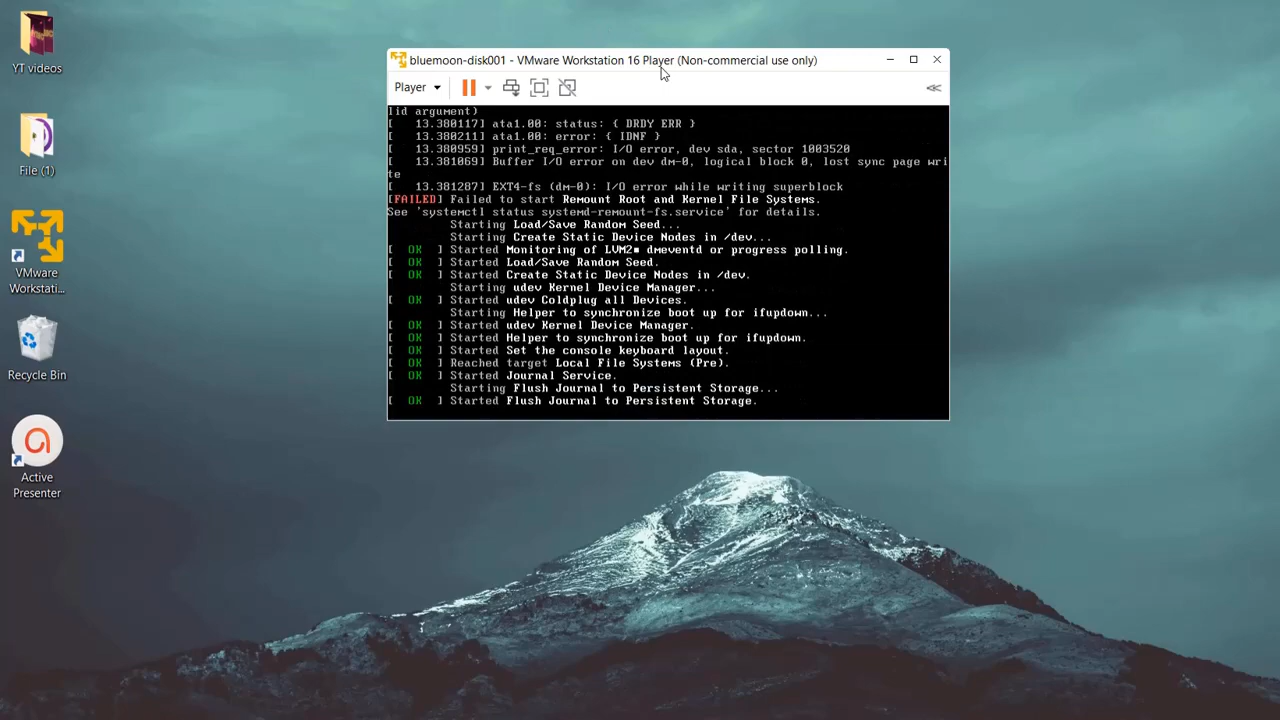 YT videos
File (1)
VMware
Workstati...
Recycle Bin
Active
Presenter
bluemoon-disk001 - VMware Workstation 16 Player (Non-commercial use only)
Player
lid argument)
[   13.380117] ata1.00: status: { DRDY ERR }
[   13.380211] ata1.00: error: { IDNF }
[   13.380959] print_req_error: I/O error, dev sda, sector 1003520
[   13.381069] Buffer I/O error on dev dm-0, logical block 0, lost sync page wri
te
[   13.381287] EXT4-fs (dm-0): I/O error while writing superblock
[FAILED] Failed to start Remount Root and Kernel File Systems.
See 'systemctl status systemd-remount-fs.service' for details.
Starting Load/Save Random Seed...
Starting Create Static Device Nodes in /dev...
[  OK  ] Started Monitoring of LVM2■ dmeventd or progress polling.
[  OK  ] Started Load/Save Random Seed.
[  OK  ] Started Create Static Device Nodes in /dev.
Starting udev Kernel Device Manager...
[  OK  ] Started udev Coldplug all Devices.
Starting Helper to synchronize boot up for ifupdown...
[  OK  ] Started udev Kernel Device Manager.
[  OK  ] Started Helper to synchronize boot up for ifupdown.
[  OK  ] Started Set the console keyboard layout.
[  OK  ] Reached target Local File Systems (Pre).
[  OK  ] Started Journal Service.
Starting Flush Journal to Persistent Storage...
[  OK  ] Started Flush Journal to Persistent Storage.